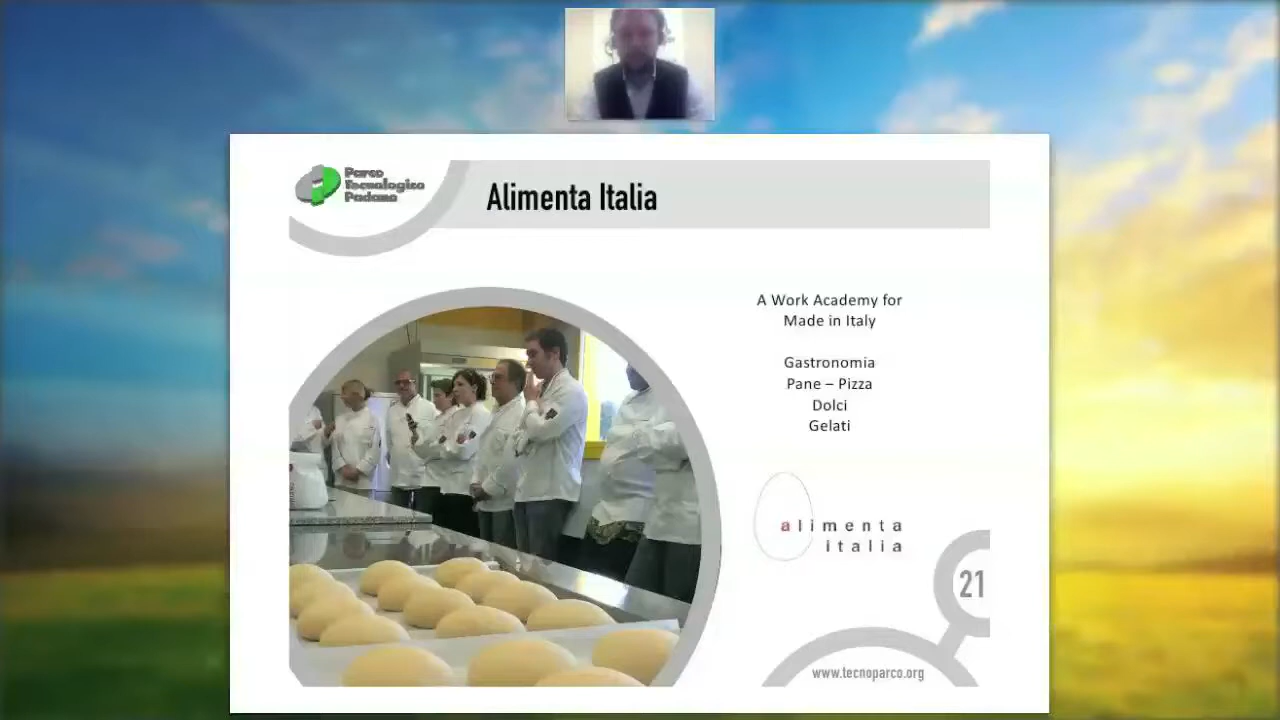 Parco
Tecnologico
Padano
Alimenta Italia
A Work Academy for
Made in Italy
Gastronomia
Pane – Pizza
Dolci
Gelati
alimenta
italia
21
www.tecnoparco.org